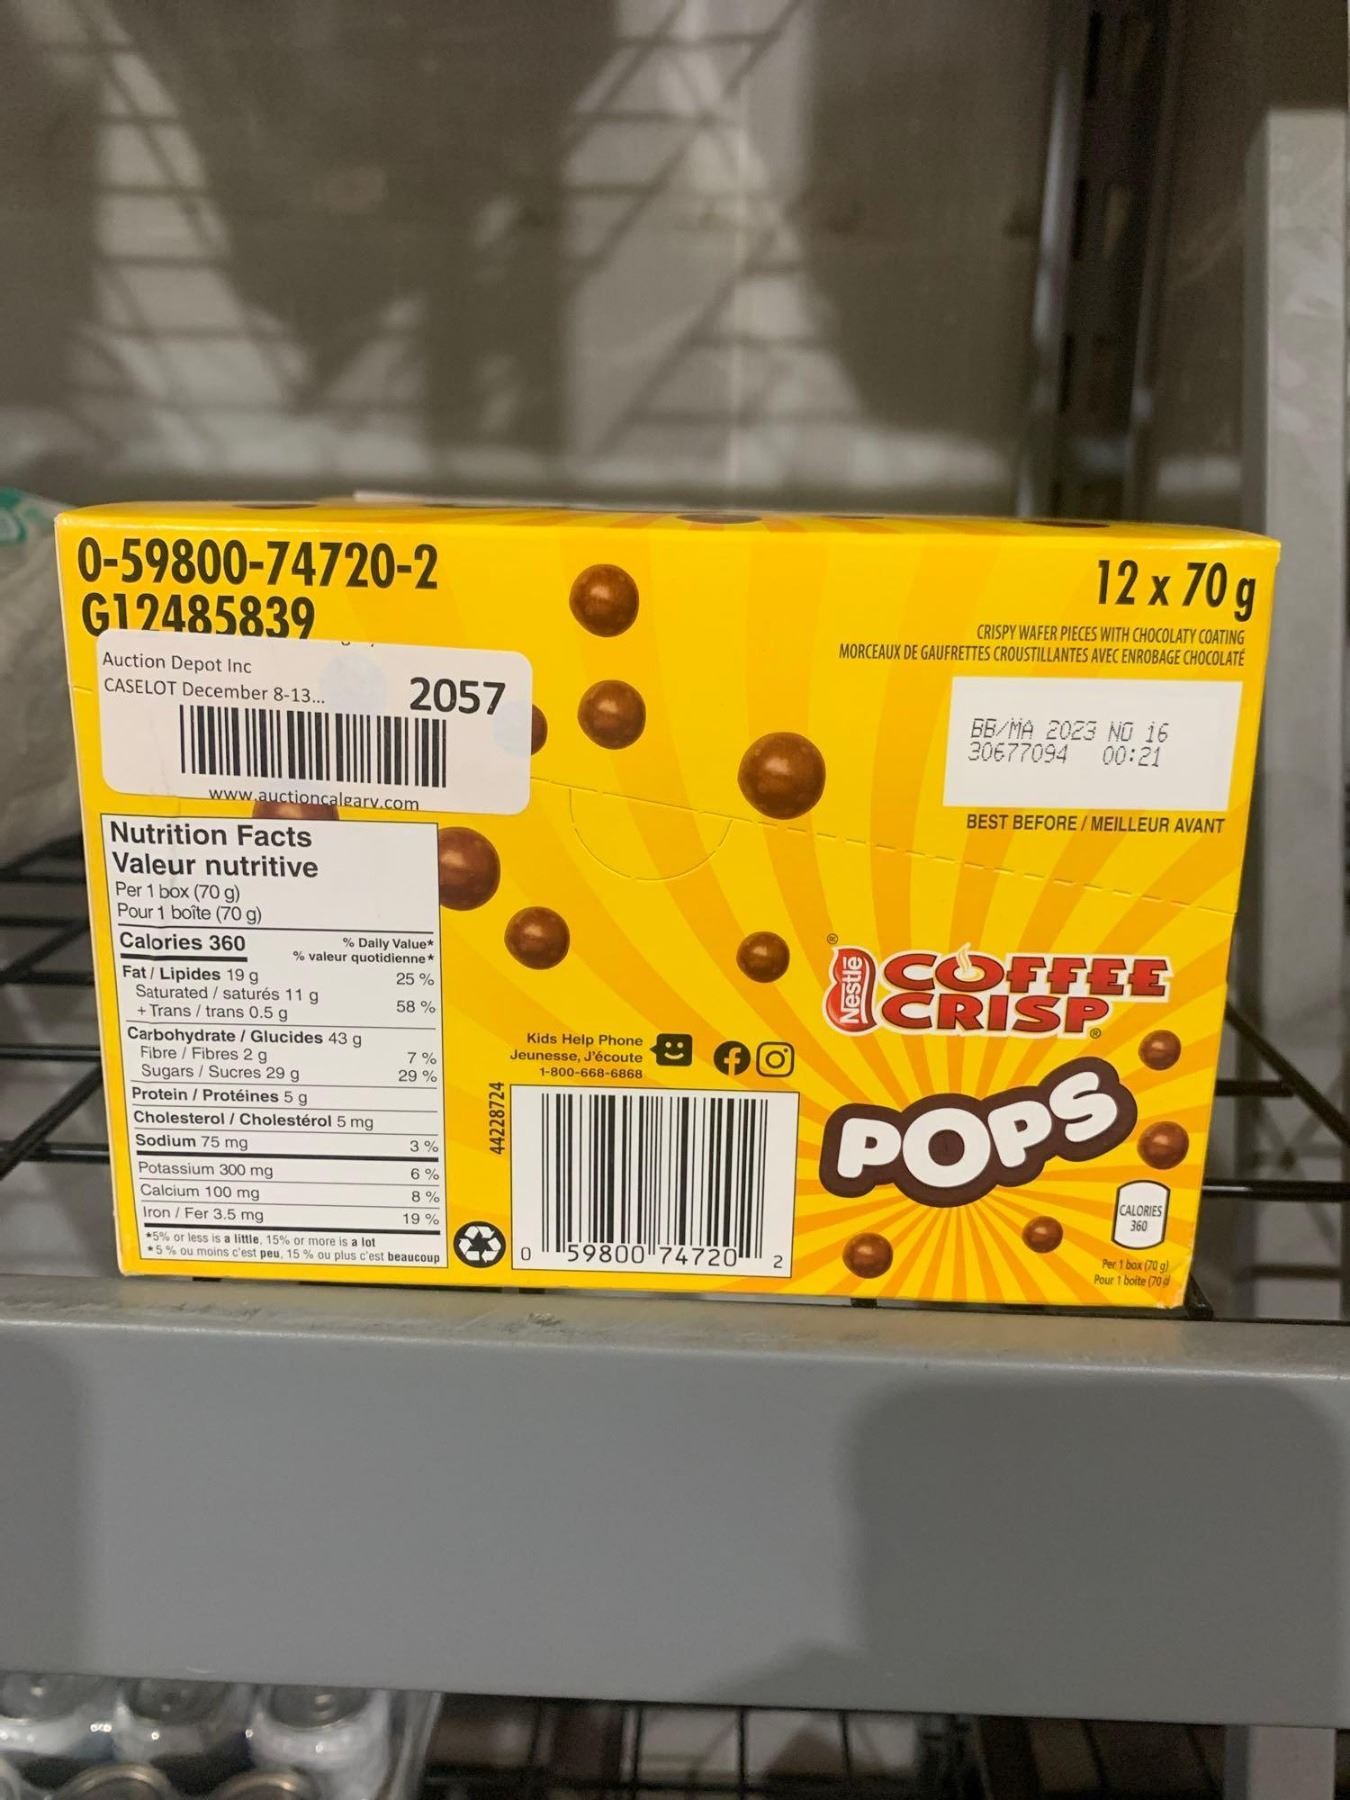 0-59800-74720-2
G12485839
Auction Depot Inc
CASELOT December 8-13...
2057
www.auctioncalgary.com
Nutrition Facts
Valeur nutritive
Per 1 box (70 g)
Pour 1 boîte (70 g)
Calories 360
% Daily Value*
% valeur quotidienne*
Fat / Lipides 19 g 25 %
Saturated / saturés 11 g
+ Trans / trans 0.5 g 58 %
Carbohydrate / Glucides 43 g
Fibre / Fibres 2 g 7 %
Sugars / Sucres 29 g 29 %
Protein / Protéines 5 g
Cholesterol / Cholestérol 5 mg
Sodium 75 mg 3 %
Potassium 300 mg 6 %
Calcium 100 mg 8 %
Iron / Fer 3.5 mg 19 %
*5% or less is a little, 15% or more is a lot
*5 % ou moins c'est peu, 15 % ou plus c'est beaucoup
Kids Help Phone
Jeunesse, J'écoute
1-800-668-6868
44228724
0 59800 74720 2
12 x 70 g
CRISPY WAFER PIECES WITH CHOCOLATY COATING
MORCEAUX DE GAUFRETTES CROUSTILLANTES AVEC ENROBAGE CHOCOLATÉ
BB/MA 2023 NO 16
30677094 00:21
BEST BEFORE / MEILLEUR AVANT
Nestlé
COFFEE
CRISP
POPS
CALORIES
360
Per 1 box (70 g)
Pour 1 boîte (70 g